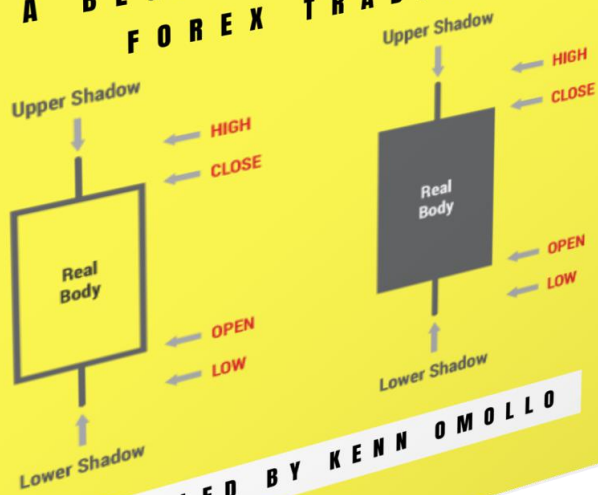 A
FOREX
Upper Shadow
HIGH
CLOSE
Real
Body
OPEN
LOW
Lower Shadow
Upper Shadow
HIGH
CLOSE
Real
Body
OPEN
LOW
Lower Shadow
BY KENN OMOLLO